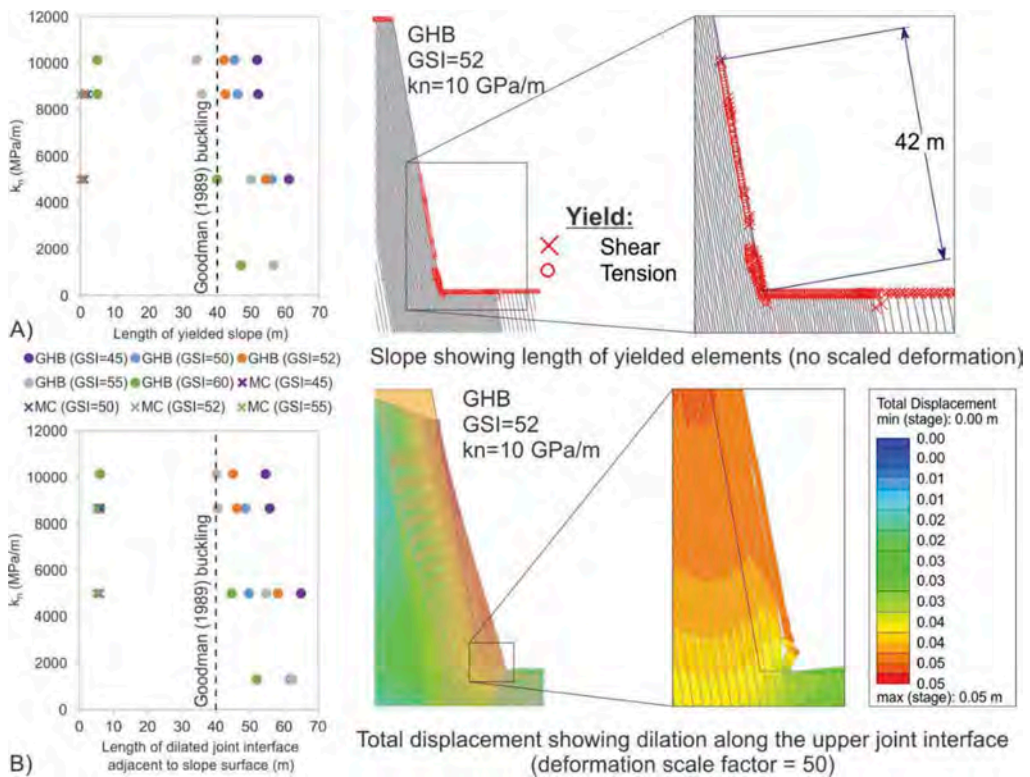 12000
10000
8000
6000
4000
2000
0
kn (MPa/m)
Goodman (1989) buckling
0 10 20 30 40 50 60 70
Length of yielded slope (m)
A)
GHB
GSI=52
kn=10 GPa/m
Yield:
Shear
Tension
42 m
Slope showing length of yielded elements (no scaled deformation)
GHB (GSI=45) GHB (GSI=50) GHB (GSI=52)
GHB (GSI=55) GHB (GSI=60) MC (GSI=45)
MC (GSI=50) MC (GSI=52) MC (GSI=55)
12000
10000
8000
6000
4000
2000
0
kn (MPa/m)
Goodman (1989) buckling
0 10 20 30 40 50 60 70
Length of dilated joint interface
adjacent to slope surface (m)
B)
GHB
GSI=52
kn=10 GPa/m
Total Displacement
min (stage): 0.00 m
0.00
0.00
0.01
0.01
0.02
0.02
0.03
0.03
0.04
0.04
0.05
0.05
max (stage): 0.05 m
Total displacement showing dilation along the upper joint interface
(deformation scale factor = 50)